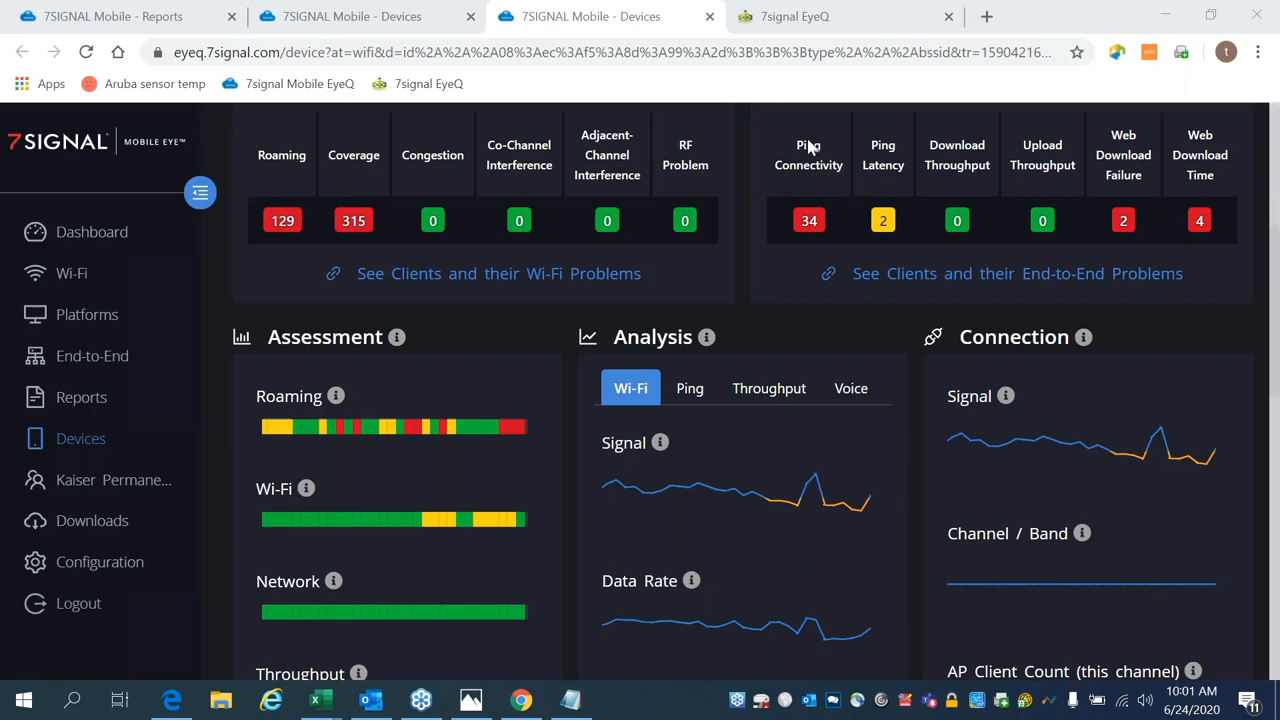 7SIGNAL Mobile - Reports
7SIGNAL Mobile - Devices
7SIGNAL Mobile - Devices
7signal EyeQ
eyeq.7signal.com/device?at=wifi&d=id%2A%2A%2A08%3Aec%3Af5%3A8d%3A99%2d%3B%3Btype%2A%2A%2Abssid&tr=15904216...
t
Apps
Aruba sensor temp
7signal Mobile EyeQ
7signal EyeQ
7SIGNAL® MOBILE EYE™
Dashboard
Wi-Fi
Platforms
End-to-End
Reports
Devices
Kaiser Permane...
Downloads
Configuration
Logout
Roaming
Coverage
Congestion
Co-Channel
Interference
Adjacent-
Channel
Interference
RF
Problem
129 315 0 0 0 0
See Clients and their Wi-Fi Problems
Ping
Connectivity
Ping
Latency
Download
Throughput
Upload
Throughput
Web
Download
Failure
Web
Download
Time
34 2 0 0 2 4
See Clients and their End-to-End Problems
Assessment
Roaming
Wi-Fi
Network
Throughput
Analysis
Wi-Fi Ping Throughput Voice
Signal
Data Rate
Connection
Signal
Channel / Band
AP Client Count (this channel)
10:01 AM
6/24/2020
11